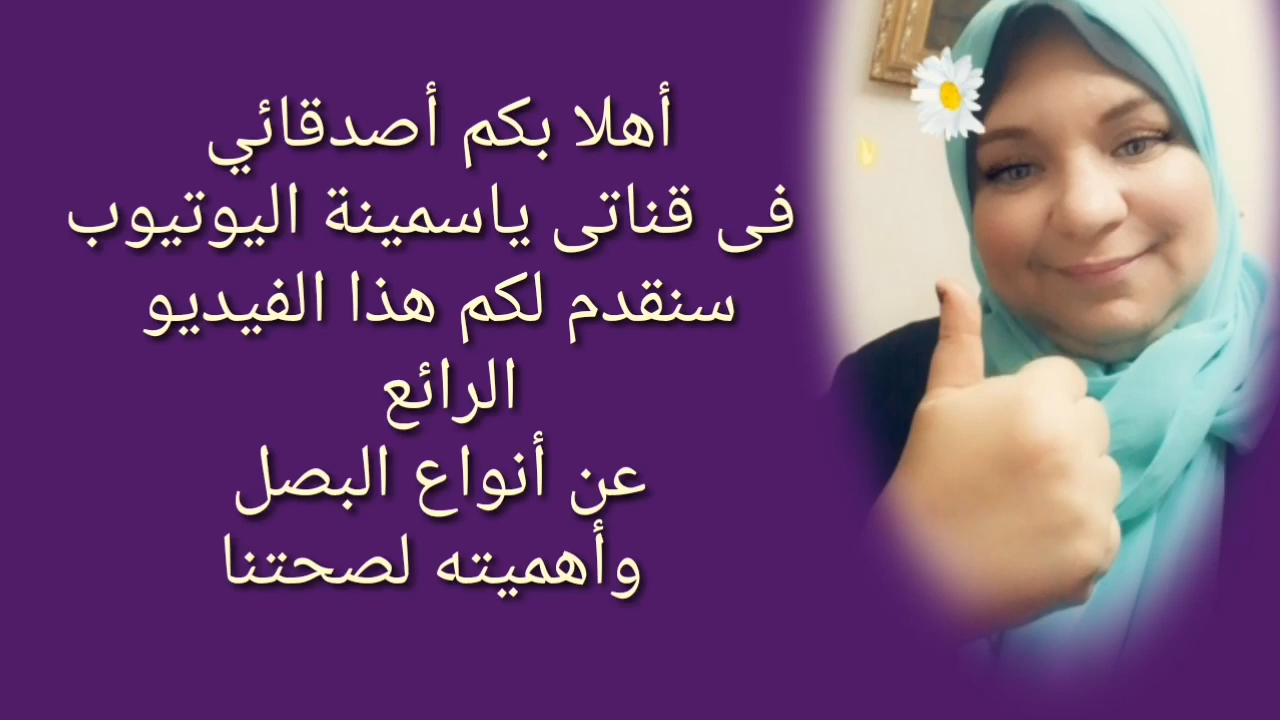 أهلا بكم أصدقائي
فى قناتى ياسمينة اليوتيوب
سنقدم لكم هذا الفيديو
الرائع
عن أنواع البصل
وأهميته لصحتنا